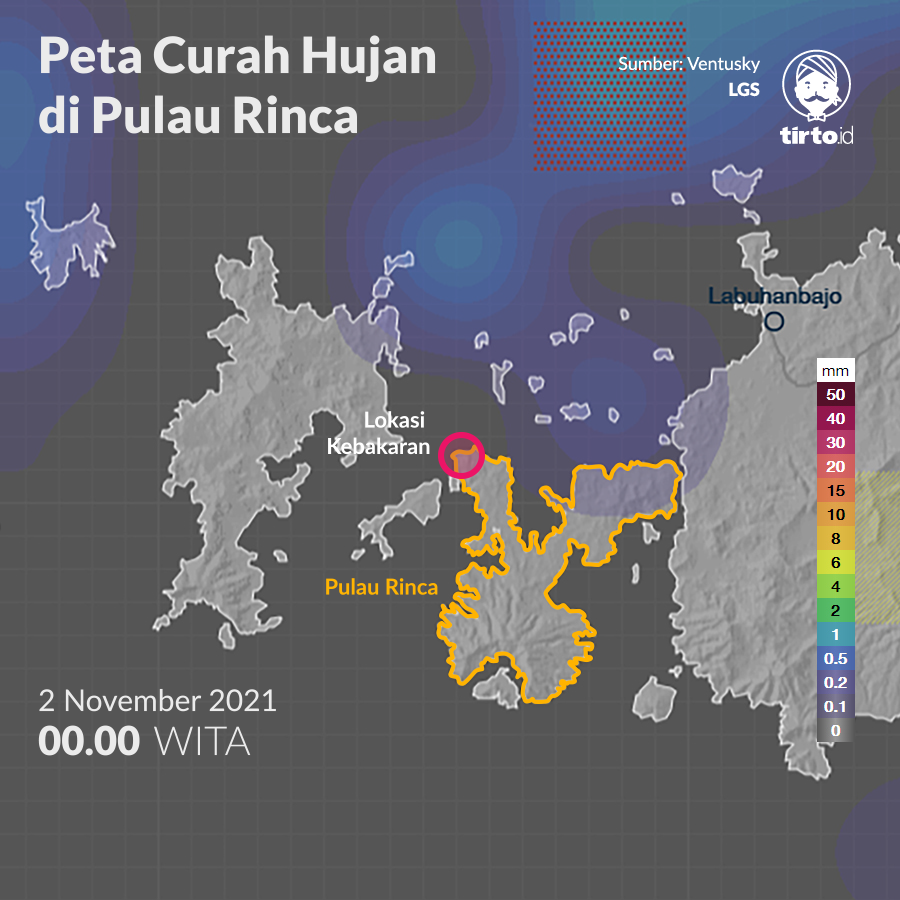 Peta Curah Hujan
di Pulau Rinca
Sumber: Ventusky
LGS
tirto.id
Labuhanbajo
Lokasi
Kebakaran
Pulau Rinca
2 November 2021
00.00 WITA
mm
50
40
30
20
15
10
8
6
4
2
1
0.5
0.2
0.1
0